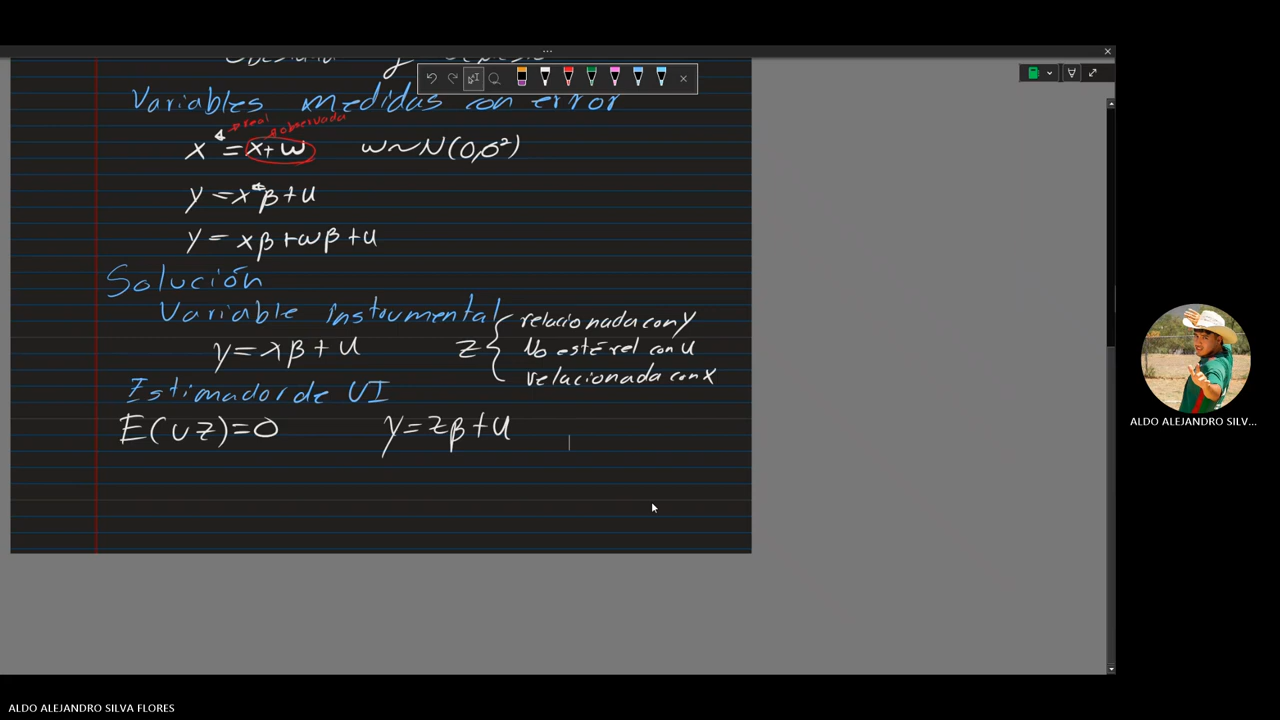 Variables medidas con error
→real
→observada
x* = x+w w~N(0,σ²)
y = x*β+u
y = xβ+wβ+u
Solución
Variable instrumental
relacionada con y
y=xβ+u z No esté rel con u
relacionada con x
Estimador de VI
E(uz)=0 y=zβ+u
ALDO ALEJANDRO SILV...
ALDO ALEJANDRO SILVA FLORES